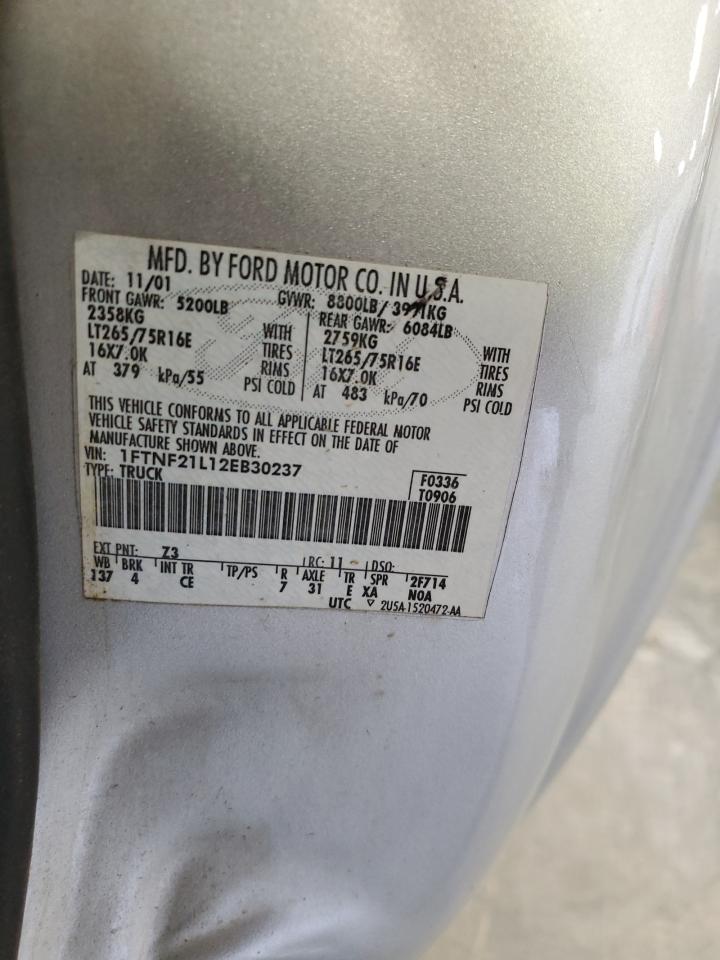 MFD. BY FORD MOTOR CO. IN U.S.A.
DATE: 11/01 GVWR: 8800LB/ 3991KG
FRONT GAWR: 5200LB REAR GAWR: 6084LB
2358KG WITH 2759KG WITH
LT265/75R16E TIRES LT265/75R16E TIRES
16X7.0K RIMS 16X7.0K RIMS
AT 379 kPa/55 PSI COLD AT 483 kPa/70 PSI COLD
THIS VEHICLE CONFORMS TO ALL APPLICABLE FEDERAL MOTOR
VEHICLE SAFETY STANDARDS IN EFFECT ON THE DATE OF
MANUFACTURE SHOWN ABOVE.
VIN: 1FTNF21L12EB30237
TYPE: TRUCK F0336
T0906
EXT PNT: Z3 RC: 11 DSO:
WB BRK INT TR TP/PS R AXLE TR SPR 2F714
137 4 CE 7 31 E XA NOA
UTC ▽ 2U5A-1520472-AA